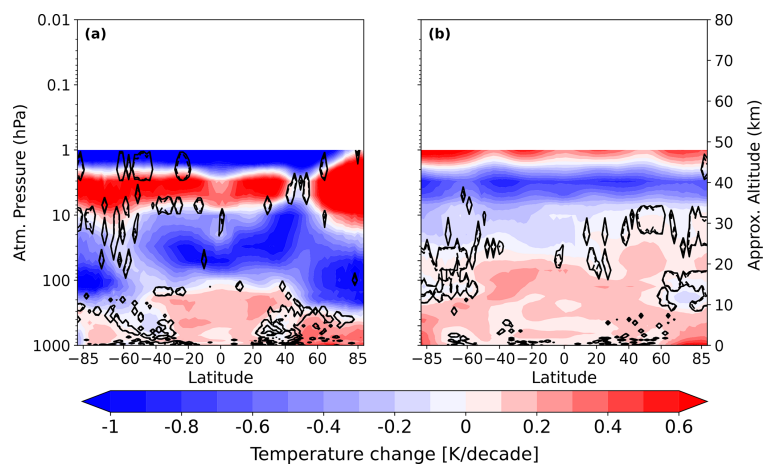 (a)
(b)
0.01
0.1
1
10
100
1000
Atm. Pressure (hPa)
80
70
60
50
40
30
20
10
0
Approx. Altitude (km)
−85 −60 −40 −20 0 20 40 60 85
−85 −60 −40 −20 0 20 40 60 85
Latitude
Latitude
-1 -0.8 -0.6 -0.4 -0.2 0 0.2 0.4 0.6
Temperature change [K/decade]